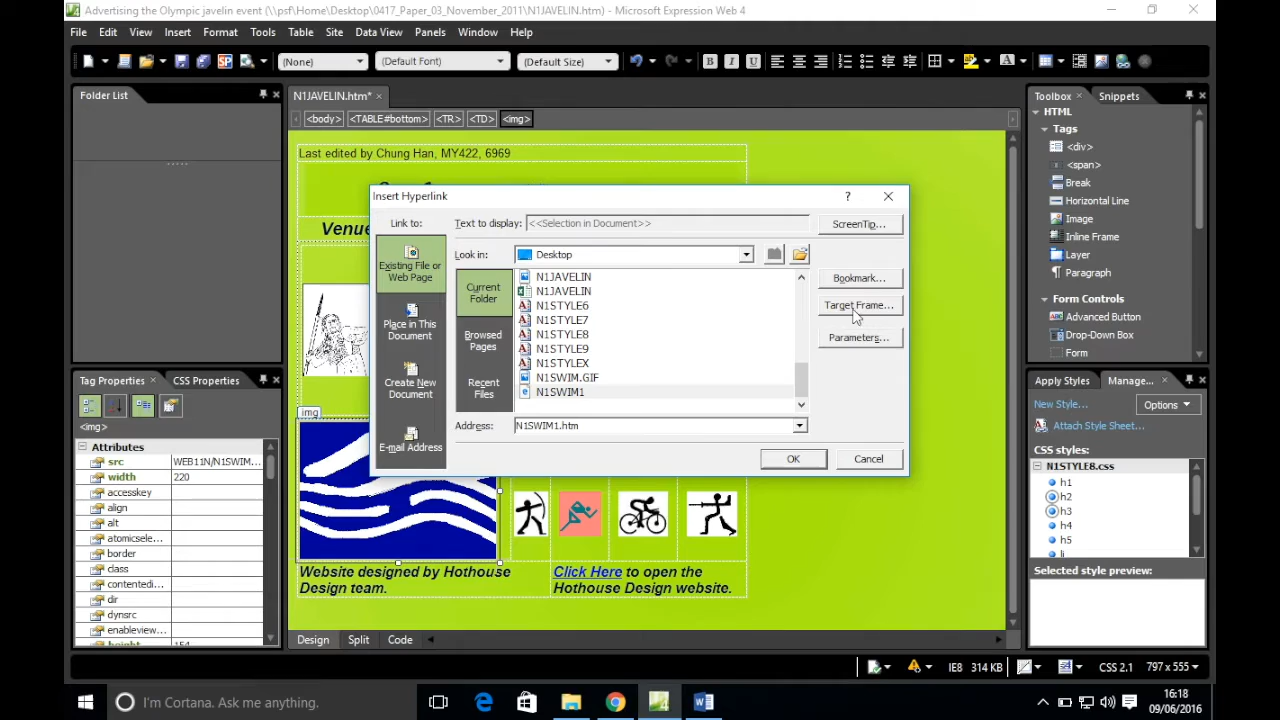 Advertising the Olympic javelin event (\\psf\Home\Desktop\0417_Paper_03_November_2011\N1JAVELIN.htm) - Microsoft Expression Web 4
File Edit View Insert Format Tools Table Site Data View Panels Window Help
(None) (Default Font) (Default Size)
Folder List
N1JAVELIN.htm*
<body> <TABLE#bottom> <TR> <TD> <img>
Last edited by Chung Han, MY422, 6969
Venue
img
Website designed by Hothouse
Design team.
Click Here to open the
Hothouse Design website.
Design Split Code
Insert Hyperlink
Link to:
Text to display: <<Selection in Document>>
ScreenTip...
Existing File or
Web Page
Place in This
Document
Create New
Document
E-mail Address
Look in: Desktop
Current
Folder
Browsed
Pages
Recent
Files
N1JAVELIN
N1JAVELIN
N1STYLE6
N1STYLE7
N1STYLE8
N1STYLE9
N1STYLEX
N1SWIM.GIF
N1SWIM1
Address: N1SWIM1.htm
Bookmark...
Target Frame...
Parameters...
OK Cancel
Tag Properties CSS Properties
<img>
Attributes
src WEB11N/N1SWIM...
width 220
accesskey
align
alt
atomicsele...
border
class
contentedi...
dir
dynsrc
enableview...
height 154
Toolbox Snippets
HTML
Tags
<div>
<span>
Break
Horizontal Line
Image
Inline Frame
Layer
Paragraph
Form Controls
Advanced Button
Drop-Down Box
Form
Apply Styles Manage...
New Style... Options
Attach Style Sheet...
CSS styles:
N1STYLE8.css
h1
h2
h3
h4
h5
li
Selected style preview:
IE8 314 KB CSS 2.1 797 x 555
I'm Cortana. Ask me anything.
16:18
09/06/2016